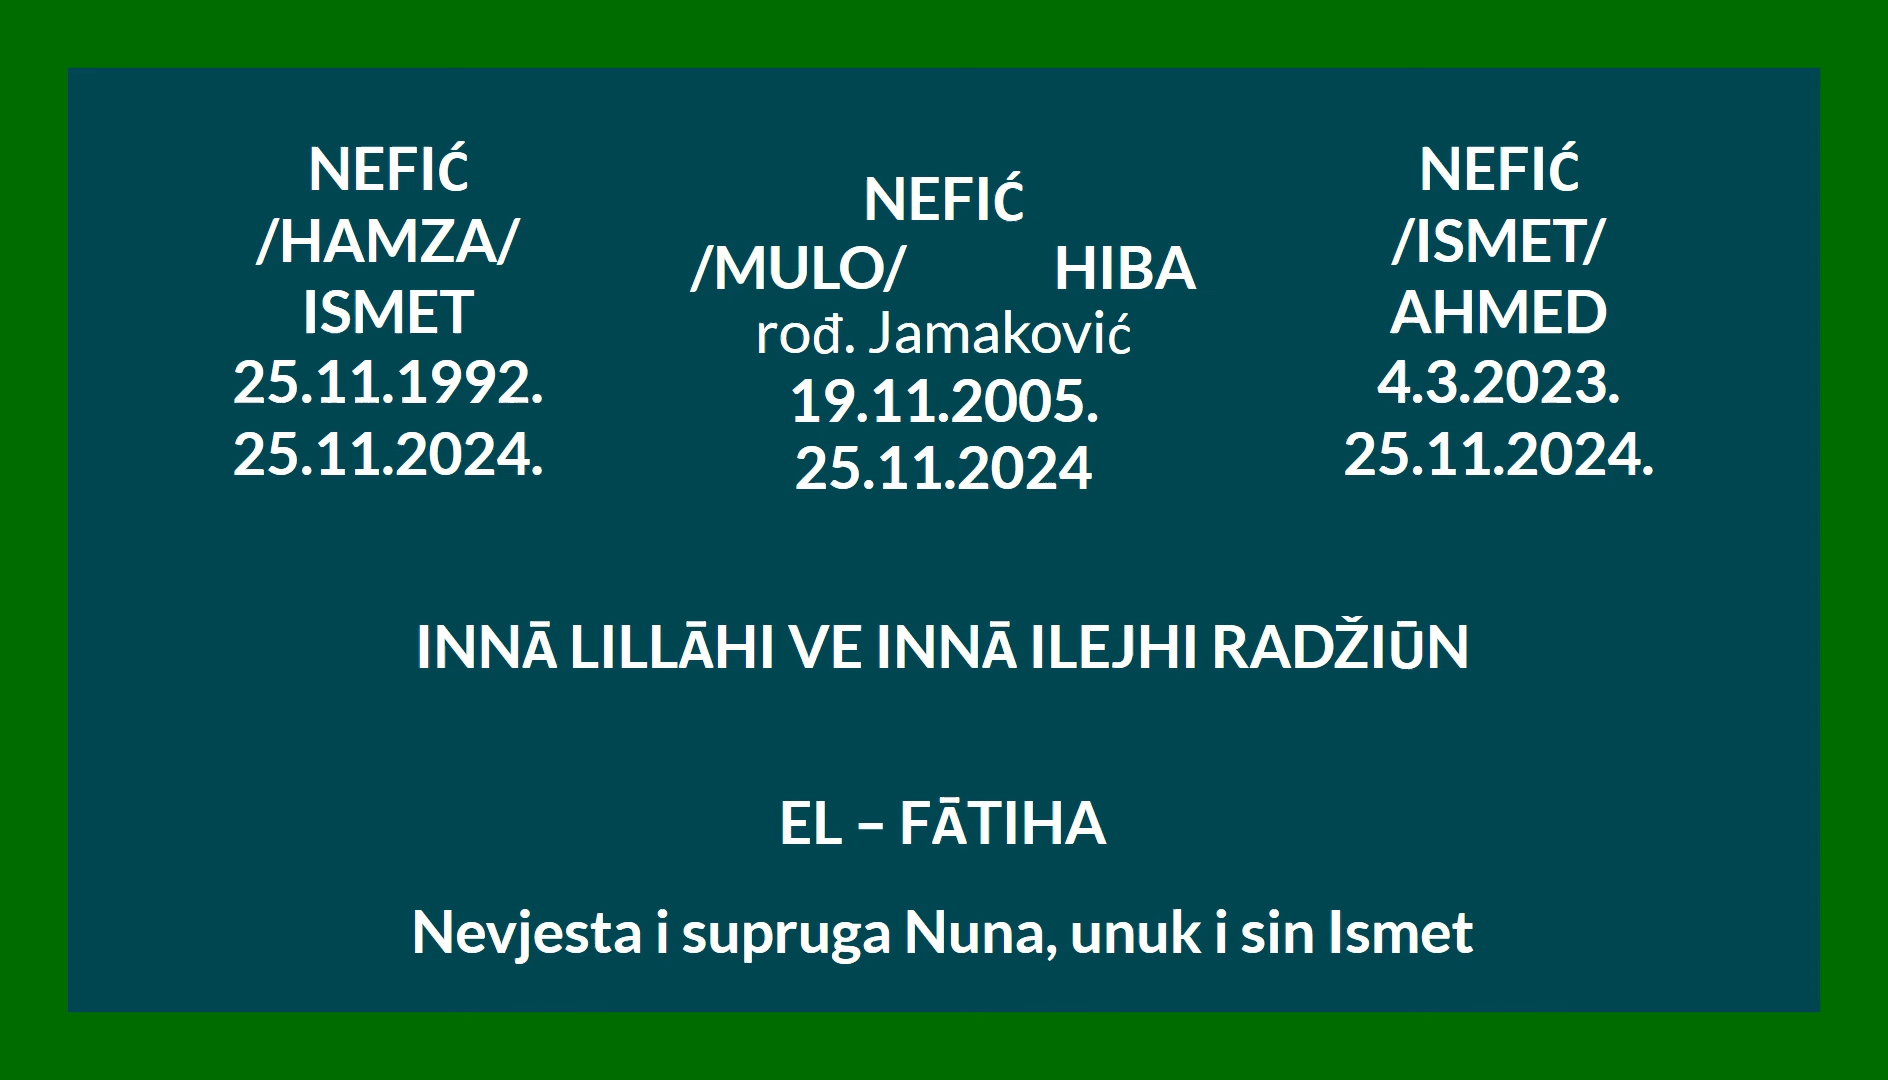 NEFIĆ
/HAMZA/
ISMET
25.11.1992.
25.11.2024.
NEFIĆ
/MULO/ HIBA
rođ. Jamaković
19.11.2005.
25.11.2024
NEFIĆ
/ISMET/
AHMED
4.3.2023.
25.11.2024.
INNĀ LILLĀHI VE INNĀ ILEJHI RADŽIŪN
EL – FĀTIHA
Nevjesta i supruga Nuna, unuk i sin Ismet